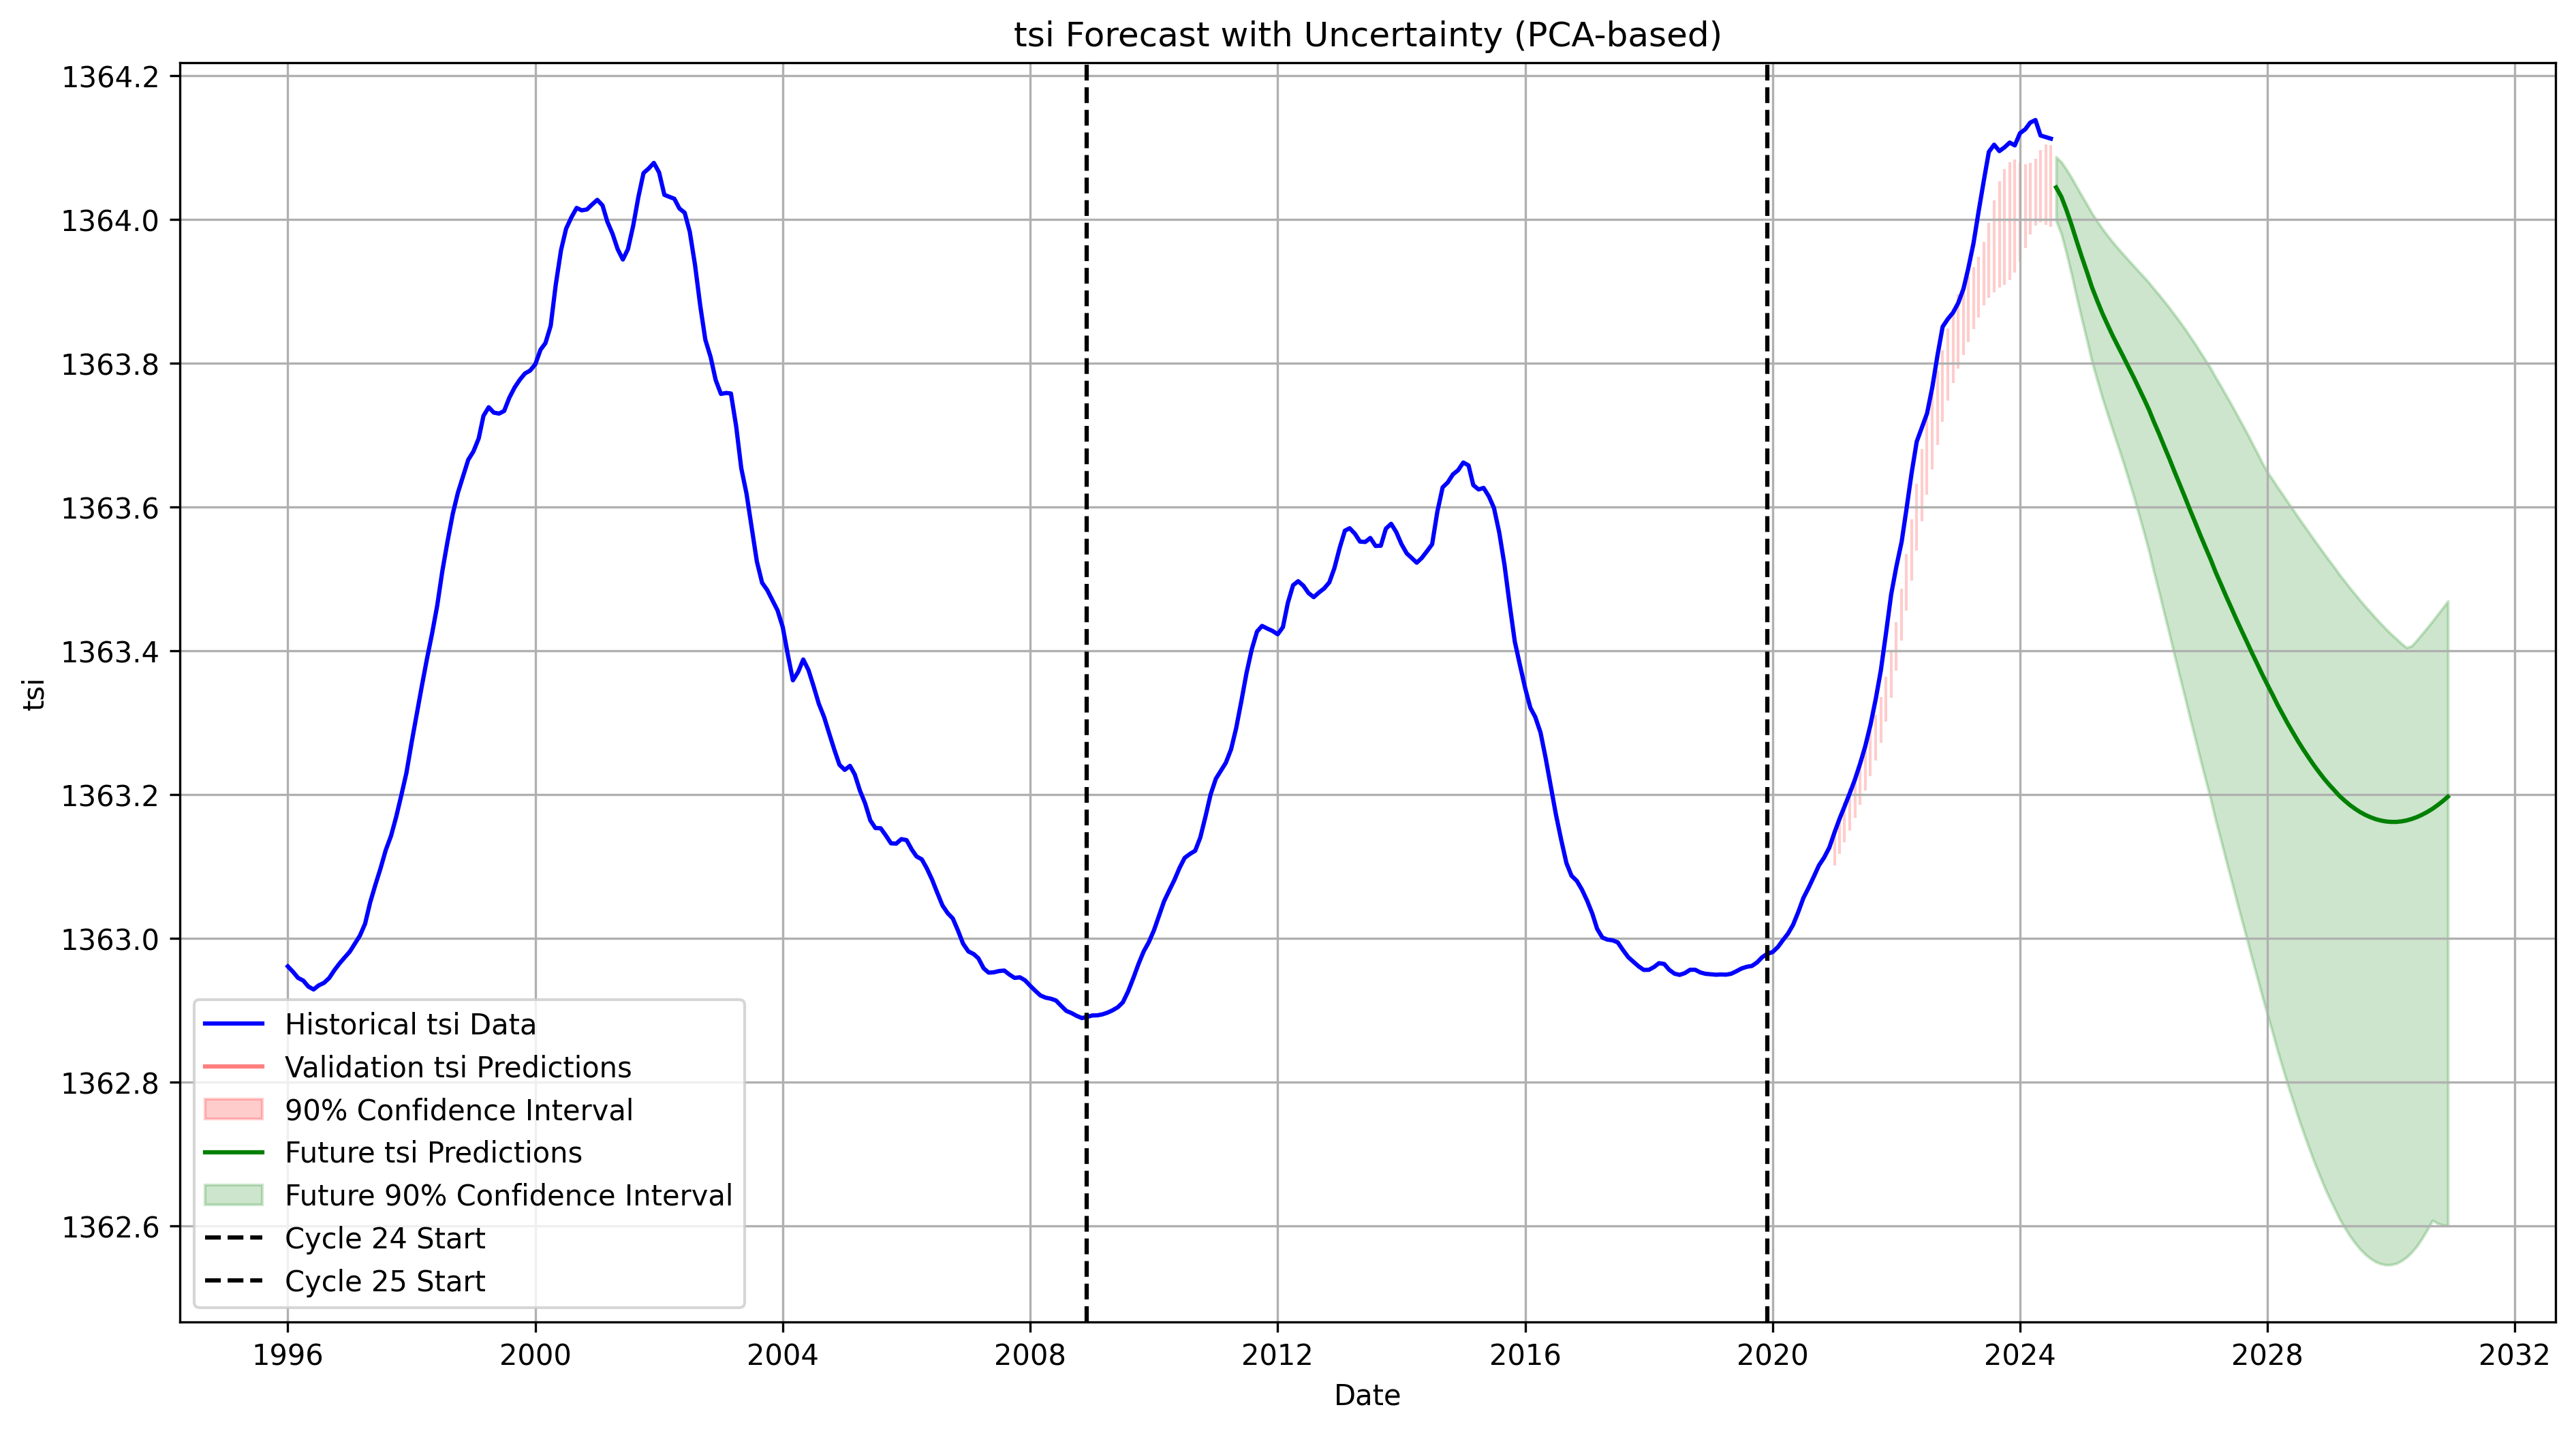 tsi Forecast with Uncertainty (PCA-based)
1364.2
1364.0
1363.8
1363.6
1363.4
1363.2
1363.0
1362.8
1362.6
tsi
Historical tsi Data
Validation tsi Predictions
90% Confidence Interval
Future tsi Predictions
Future 90% Confidence Interval
Cycle 24 Start
Cycle 25 Start
1996 2000 2004 2008 2012 2016 2020 2024 2028 2032
Date